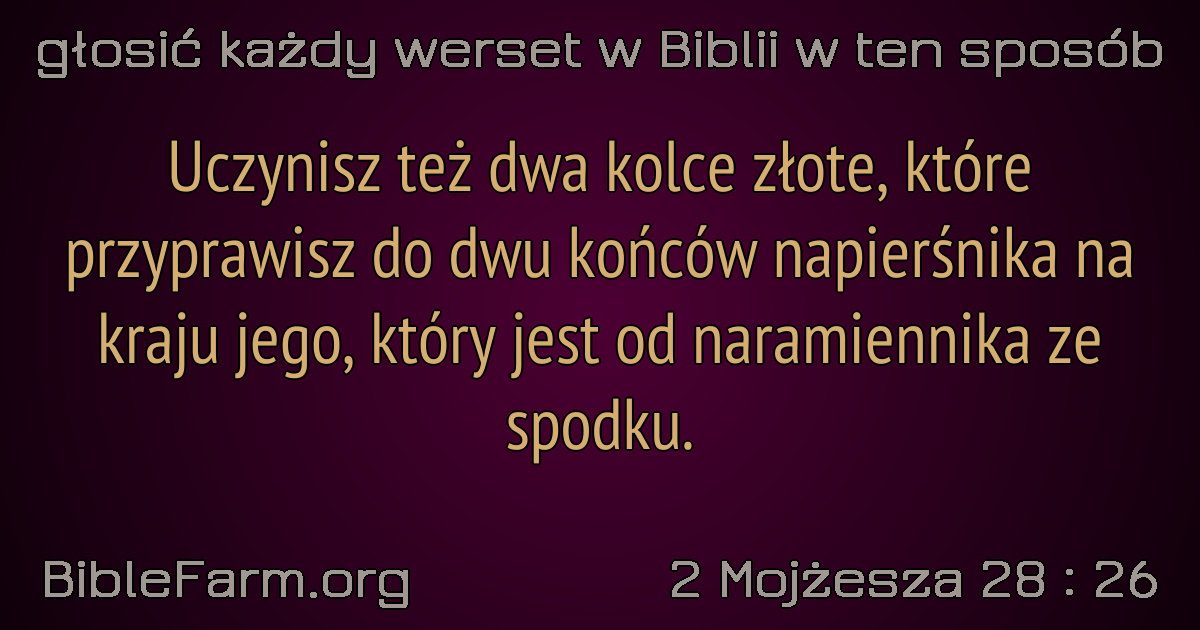 głosić każdy werset w Biblii w ten sposób
Uczynisz też dwa kolce złote, które
przyprawisz do dwu końców napierśnika na
kraju jego, który jest od naramiennika ze
spodku.
BibleFarm.org
2 Mojżesza 28 : 26